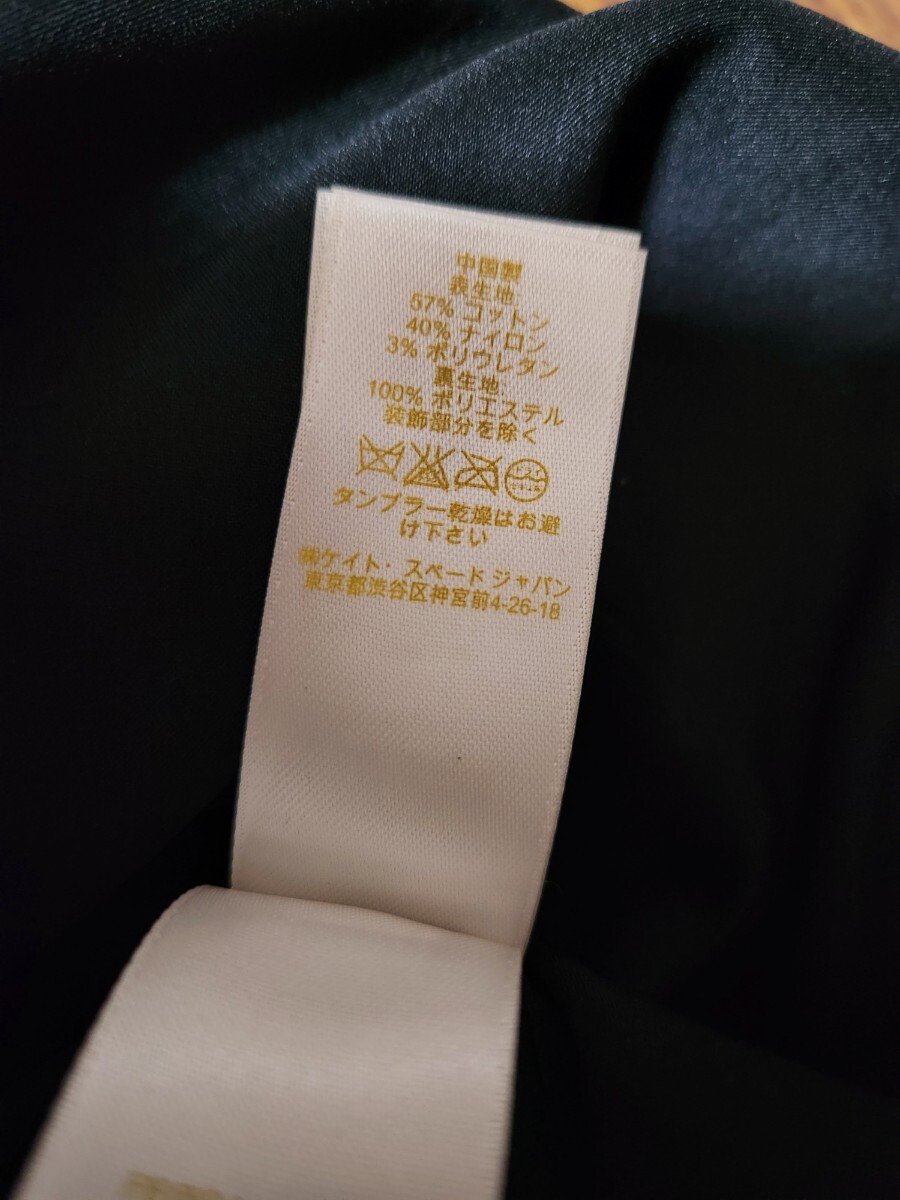 中国製
表生地:
57% コットン
40% ナイロン
3% ポリウレタン
裏生地:
100% ポリエステル
装飾部分を除く
ドライ
タンブラー乾燥はお避
け下さい
㈱ケイト・スペード ジャパン
東京都渋谷区神宮前4-26-18